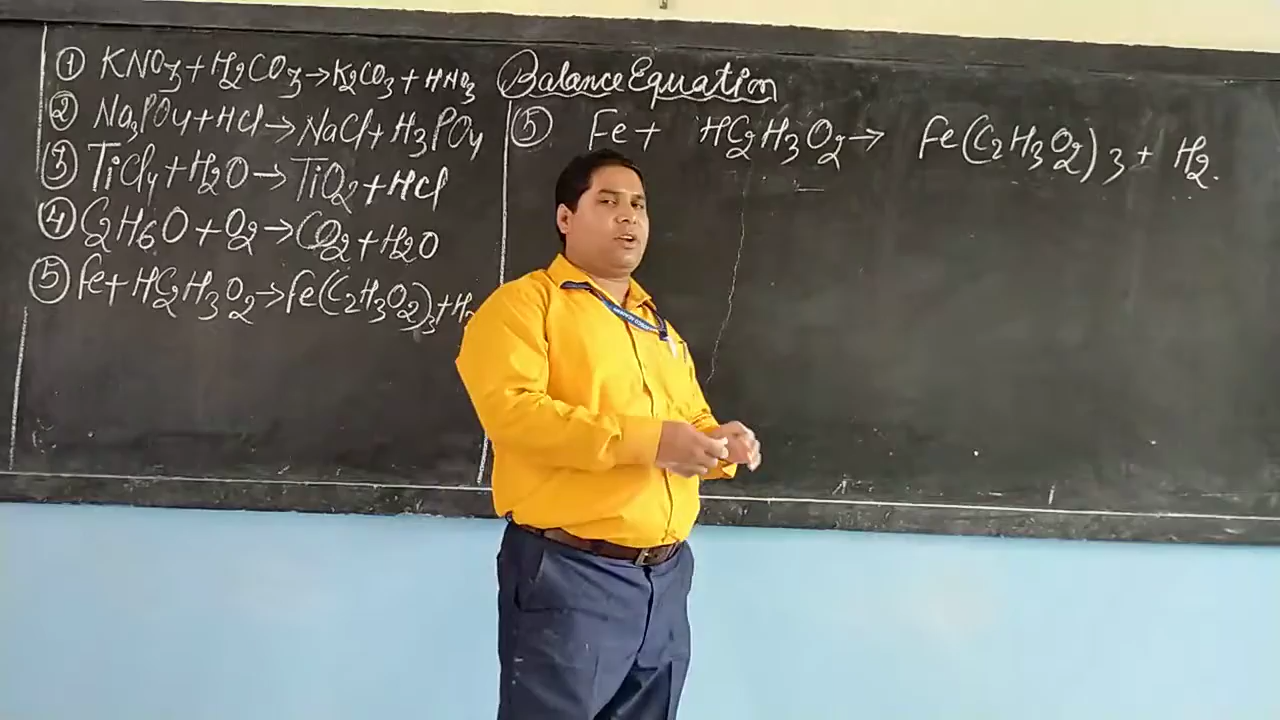 ① KNO3 + H2CO3 → K2CO3 + HNO3
② Na3PO4 + HCl → NaCl + H3PO4
③ TiCl4 + H2O → TiO2 + HCl
④ C2H6O + O2 → CO2 + H2O
⑤ Fe + HC2H3O2 → Fe(C2H3O2)3 + H2
Balance Equation
⑤ Fe + HC2H3O2 → Fe(C2H3O2)3 + H2.